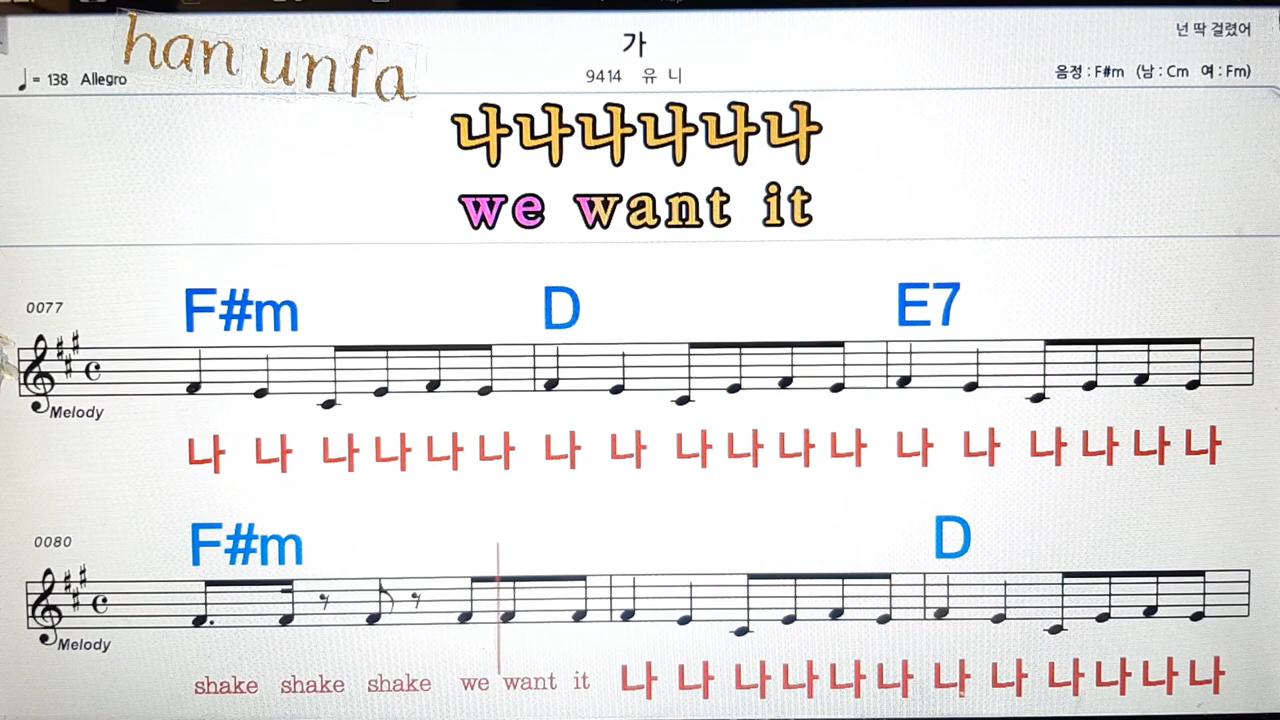 han unfa
가
넌 딱 걸렸어
= 138 Allegro
9414 유 니
음정 : F#m (남 : Cm 여 : Fm)
나나나나나나
we want it
0077
F#m D E7
Melody
나 나 나 나 나 나 나 나 나 나 나 나 나 나 나 나 나 나
0080
F#m D
Melody
shake shake shake we want it 나 나 나 나 나 나 나 나 나 나 나 나